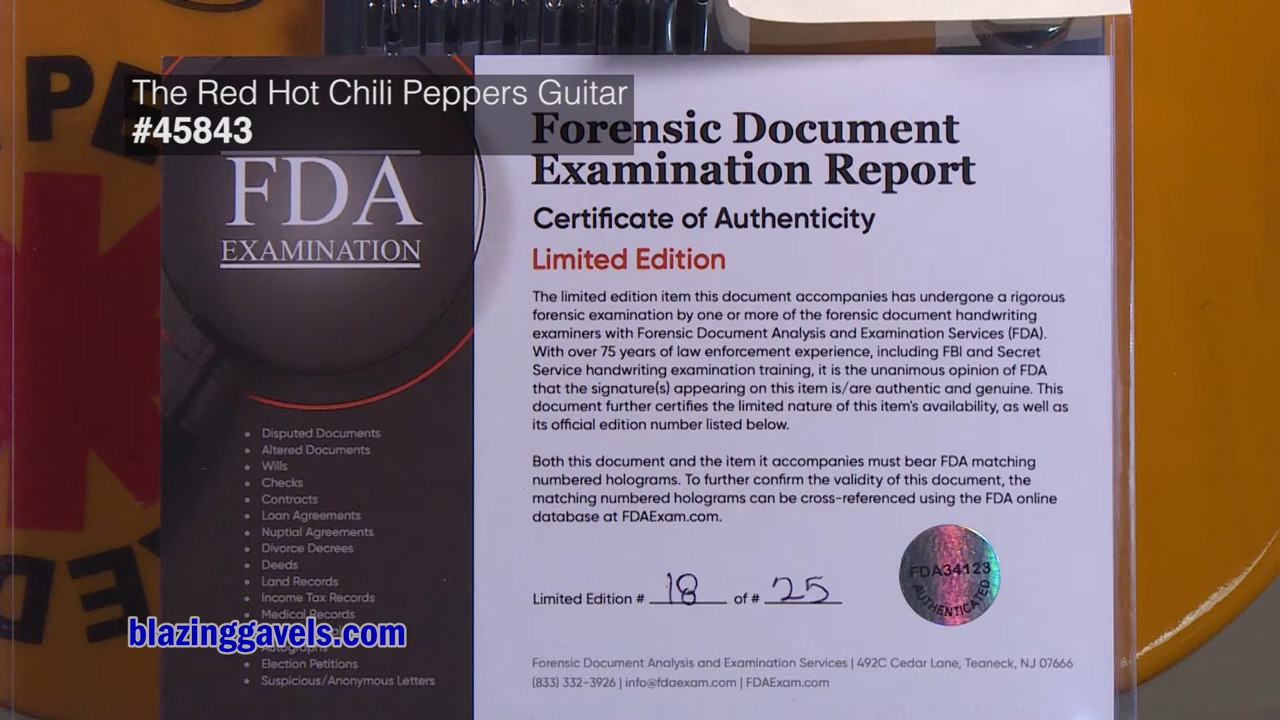 The Red Hot Chili Peppers Guitar
#45843
FDA
EXAMINATION
Forensic Document
Examination Report
Certificate of Authenticity
Limited Edition
The limited edition item this document accompanies has undergone a rigorous
forensic examination by one or more of the forensic document handwriting
examiners with Forensic Document Analysis and Examination Services (FDA).
With over 75 years of law enforcement experience, including FBI and Secret
Service handwriting examination training, it is the unanimous opinion of FDA
that the signature(s) appearing on this item is/are authentic and genuine. This
document further certifies the limited nature of this item's availability, as well as
its official edition number listed below.
Both this document and the item it accompanies must bear FDA matching
numbered holograms. To further confirm the validity of this document, the
matching numbered holograms can be cross-referenced using the FDA online
database at FDAExam.com.
• Disputed Documents
• Altered Documents
• Wills
• Checks
• Contracts
• Loan Agreements
• Nuptial Agreements
• Divorce Decrees
• Deeds
• Land Records
• Income Tax Records
• Medical Records
blazinggavels.com
• Autographs
• Election Petitions
• Suspicious/Anonymous Letters
Limited Edition # 18 of # 25
FDA34123
AUTHENTICATED
Forensic Document Analysis and Examination Services | 492C Cedar Lane, Teaneck, NJ 07666
(833) 332-3926 | info@fdaexam.com | FDAExam.com